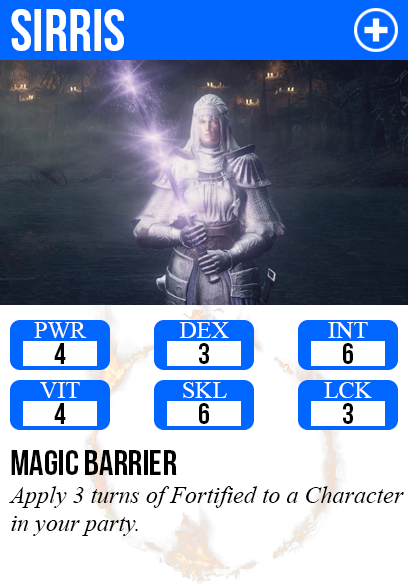 SIRRIS
PWR DEX INT
4 3 6
VIT SKL LCK
4 6 3
MAGIC BARRIER
Apply 3 turns of Fortified to a Character
in your party.